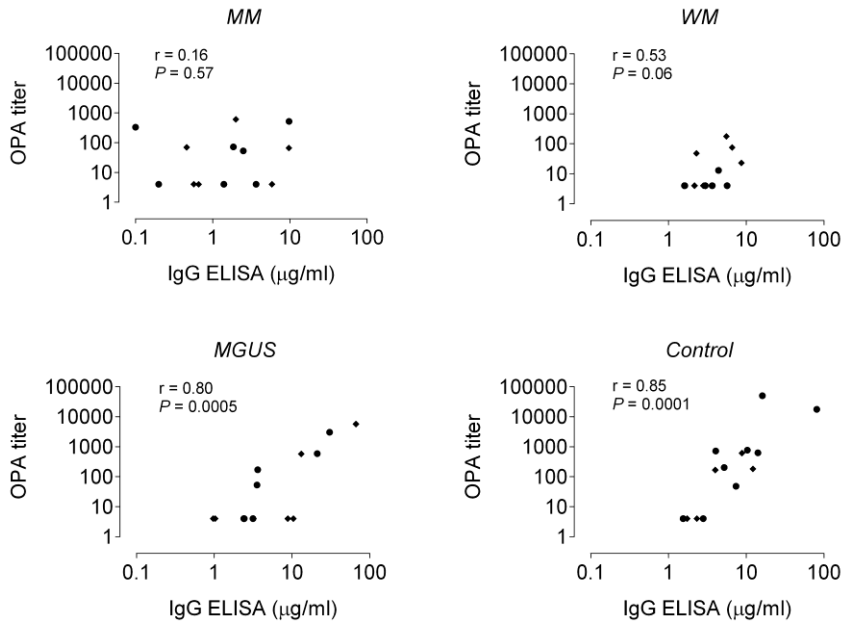 MM
r = 0.16
P = 0.57
100000
10000
1000
100
10
1
OPA titer
0.1 1 10 100
IgG ELISA (μg/ml)
WM
r = 0.53
P = 0.06
100000
10000
1000
100
10
1
OPA titer
0.1 1 10 100
IgG ELISA (μg/ml)
MGUS
r = 0.80
P = 0.0005
100000
10000
1000
100
10
1
OPA titer
0.1 1 10 100
IgG ELISA (μg/ml)
Control
r = 0.85
P = 0.0001
100000
10000
1000
100
10
1
OPA titer
0.1 1 10 100
IgG ELISA (μg/ml)